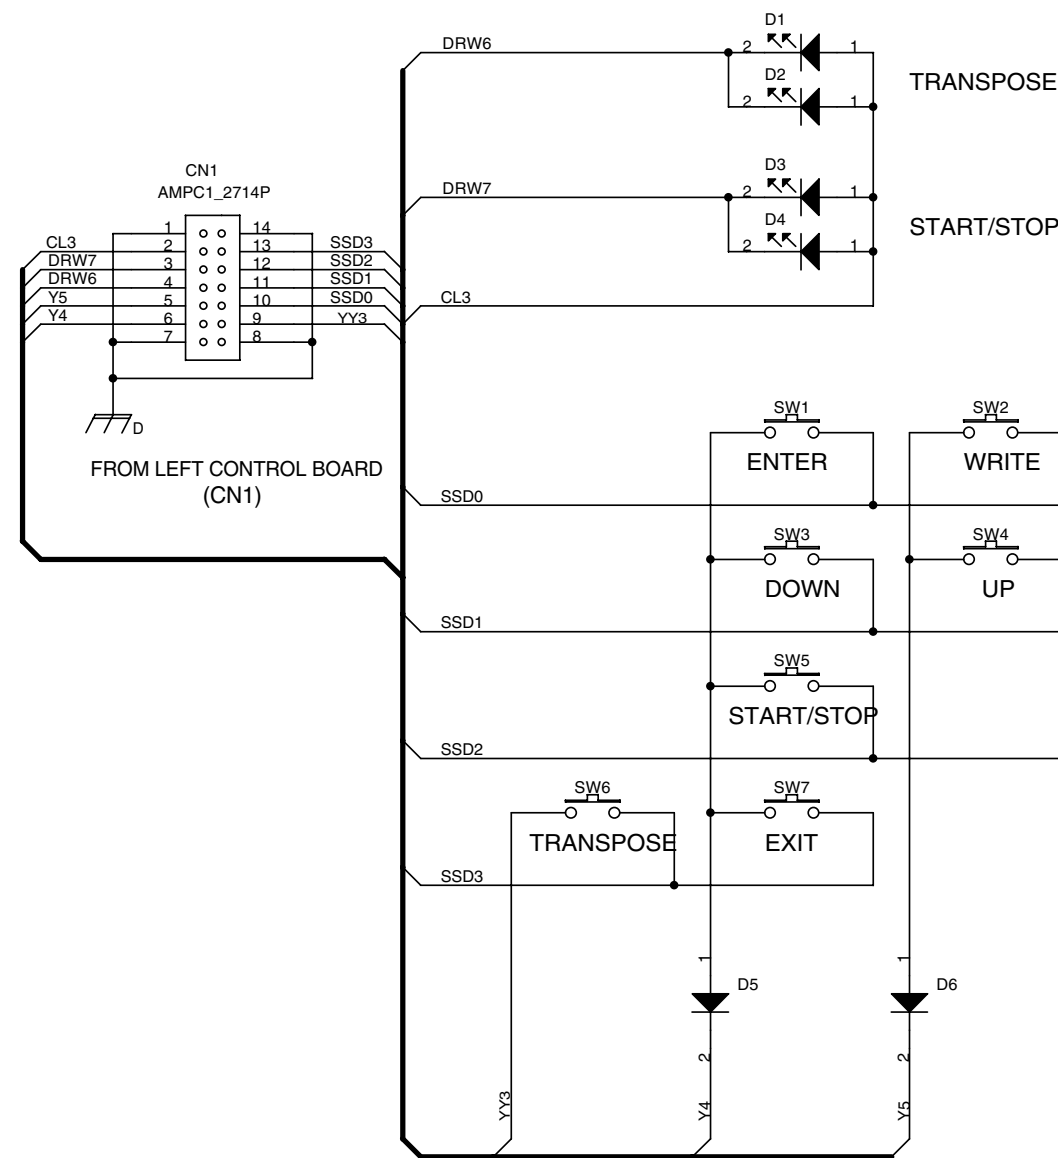 D1
DRW6
2
1
D2
TRANSPOSE
2
1
CN1
AMPC1_2714P
D3
DRW7
2
1
D4
START/STOP
2
1
1
14
CL3
2
13
SSD3
DRW7
3
12
SSD2
DRW6
4
11
SSD1
Y5
5
10
SSD0
CL3
Y4
6
9
YY3
7
8
D
FROM LEFT CONTROL BOARD
(CN1)
SW1
SW2
ENTER
WRITE
SSD0
SW3
SW4
DOWN
UP
SSD1
SW5
START/STOP
SSD2
SW6
SW7
TRANSPOSE
EXIT
SSD3
1
1
D5
D6
2
2
YY3
Y4
Y5